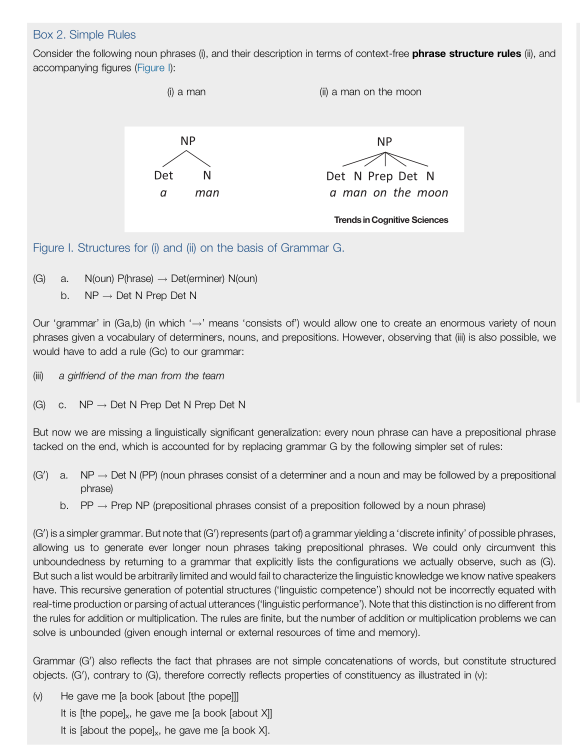 Box 2. Simple Rules
Consider the following noun phrases (i), and their description in terms of context-free phrase structure rules (ii), and
accompanying figures (Figure I):
(i) a man (ii) a man on the moon
NP NP
Det N Det N Prep Det N
a man a man on the moon
Trends in Cognitive Sciences
Figure I. Structures for (i) and (ii) on the basis of Grammar G.
(G) a. N(oun) P(hrase) → Det(erminer) N(oun)
b. NP → Det N Prep Det N
Our 'grammar' in (Ga,b) (in which '→' means 'consists of') would allow one to create an enormous variety of noun
phrases given a vocabulary of determiners, nouns, and prepositions. However, observing that (iii) is also possible, we
would have to add a rule (Gc) to our grammar:
(iii) a girlfriend of the man from the team
(G) c. NP → Det N Prep Det N Prep Det N
But now we are missing a linguistically significant generalization: every noun phrase can have a prepositional phrase
tacked on the end, which is accounted for by replacing grammar G by the following simpler set of rules:
(G′) a. NP → Det N (PP) (noun phrases consist of a determiner and a noun and may be followed by a prepositional
phrase)
b. PP → Prep NP (prepositional phrases consist of a preposition followed by a noun phrase)
(G′) is a simpler grammar. But note that (G′) represents (part of) a grammar yielding a 'discrete infinity' of possible phrases,
allowing us to generate ever longer noun phrases taking prepositional phrases. We could only circumvent this
unboundedness by returning to a grammar that explicitly lists the configurations we actually observe, such as (G).
But such a list would be arbitrarily limited and would fail to characterize the linguistic knowledge we know native speakers
have. This recursive generation of potential structures ('linguistic competence') should not be incorrectly equated with
real-time production or parsing of actual utterances ('linguistic performance'). Note that this distinction is no different from
the rules for addition or multiplication. The rules are finite, but the number of addition or multiplication problems we can
solve is unbounded (given enough internal or external resources of time and memory).
Grammar (G′) also reflects the fact that phrases are not simple concatenations of words, but constitute structured
objects. (G′), contrary to (G), therefore correctly reflects properties of constituency as illustrated in (v):
(v) He gave me [a book [about [the pope]]]
It is [the pope]x, he gave me [a book [about X]]
It is [about the pope]x, he gave me [a book X].